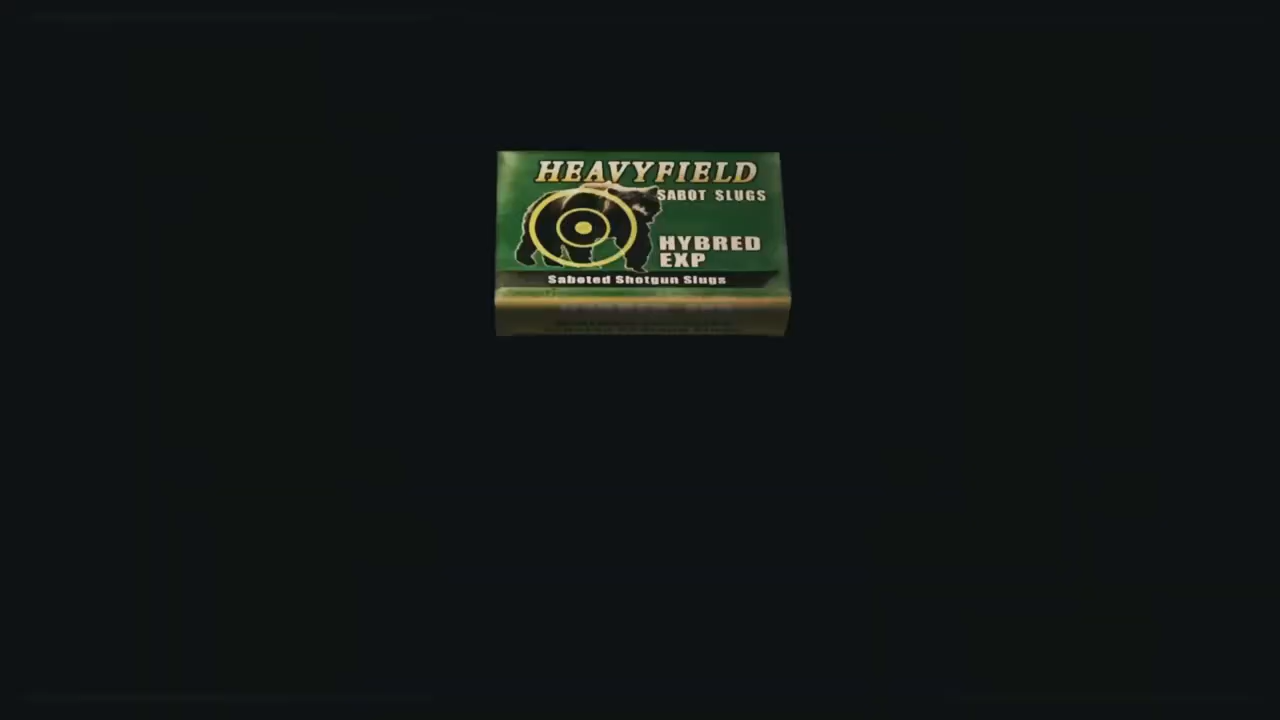 HEAVYFIELD
SABOT SLUGS
HYBRED
EXP
Saboted Shotgun Slugs